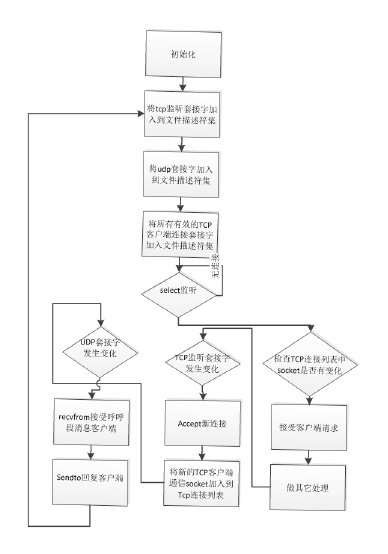 初始化
将tcp监听套接字加
入到文件描述符集
将udp套接字加入
到文件描述符集
将所有有效的TCP
客户端连接套接字
加入文件描述符集
无连接
select监听
UDP套接字
发生变化
TCP监听套接字
发生变化
检查TCP连接列表中
socket是否有变化
recvfrom接受呼呼
段消息客户端
Accept新连接
接受客户端请求
Sendto回复客户端
将新的TCP客户端
通信socket加入到
Tcp连接列表
做其它处理